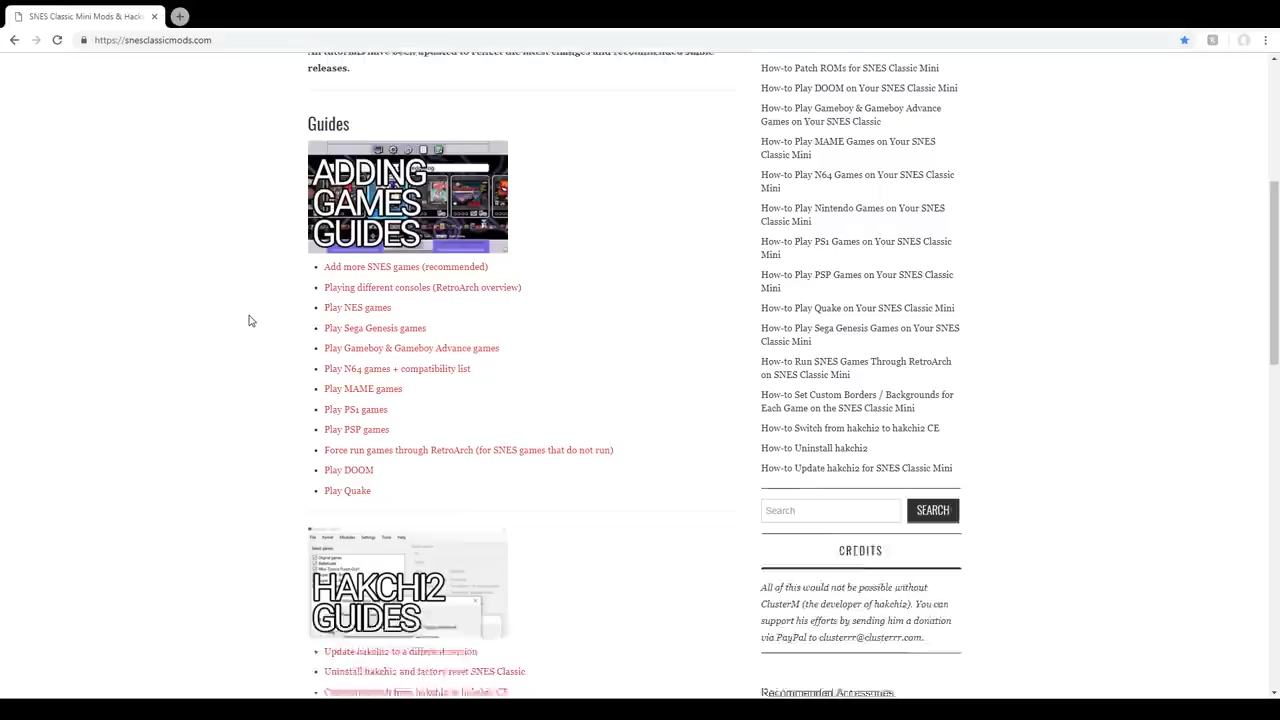 SNES Classic Mini Mods & Hack
https://snesclassicmods.com
All tutorials have been updated to reflect the latest changes and recommended
releases.
Guides
ADDING
GAMES
GUIDES
Add more SNES games (recommended)
Playing different consoles (RetroArch overview)
Play NES games
Play Sega Genesis games
Play Gameboy & Gameboy Advance games
Play N64 games + compatibility list
Play MAME games
Play PS1 games
Play PSP games
Force run games through RetroArch (for SNES games that do not run)
Play DOOM
Play Quake
HAKCHI2
GUIDES
Update hakchi2 to a different version
Uninstall hakchi2 and factory reset SNES Classic
How-to Patch ROMs for SNES Classic Mini
How-to Play DOOM on Your SNES Classic Mini
How-to Play Gameboy & Gameboy Advance
Games on Your SNES Classic
How-to Play MAME Games on Your SNES
Classic Mini
How-to Play N64 Games on Your SNES Classic
Mini
How-to Play Nintendo Games on Your SNES
Classic Mini
How-to Play PS1 Games on Your SNES Classic
Mini
How-to Play PSP Games on Your SNES Classic
Mini
How-to Play Quake on Your SNES Classic Mini
How-to Play Sega Genesis Games on Your SNES
Classic Mini
How-to Run SNES Games Through RetroArch
on SNES Classic Mini
How-to Set Custom Borders / Backgrounds for
Each Game on the SNES Classic Mini
How-to Switch from hakchi2 to hakchi2 CE
How-to Uninstall hakchi2
How-to Update hakchi2 for SNES Classic Mini
Search
SEARCH
CREDITS
All of this would not be possible without
ClusterM (the developer of hakchi2). You can
support his efforts by sending him a donation
via PayPal to clusterrr@clusterrr.com.
Recommended Accessories